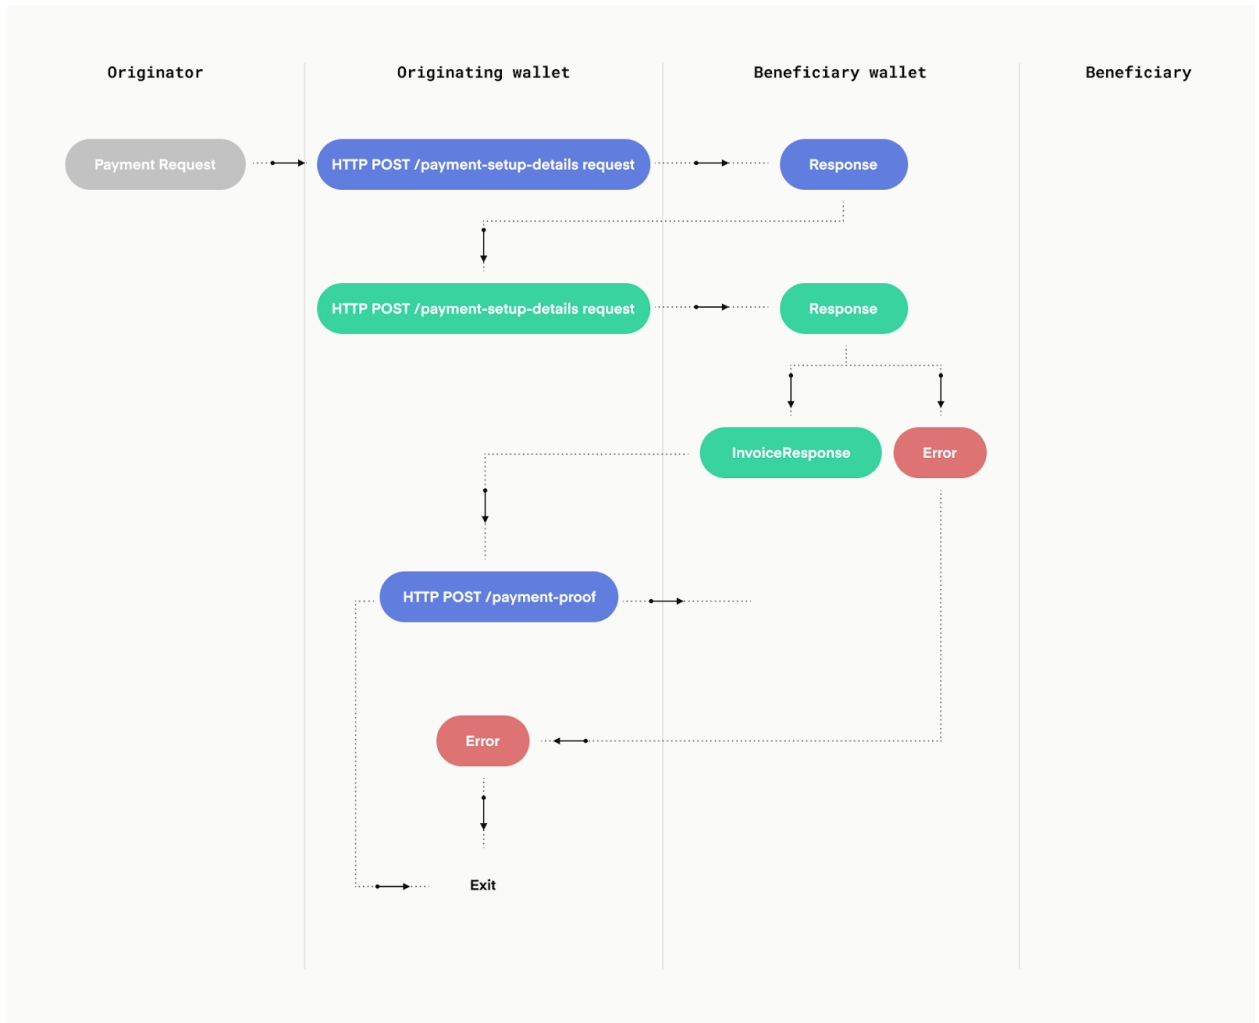 Originator
Originating wallet
Beneficiary wallet
Beneficiary
Payment Request
HTTP POST /payment-setup-details request
Response
HTTP POST /payment-setup-details request
Response
InvoiceResponse
Error
HTTP POST /payment-proof
Error
Exit